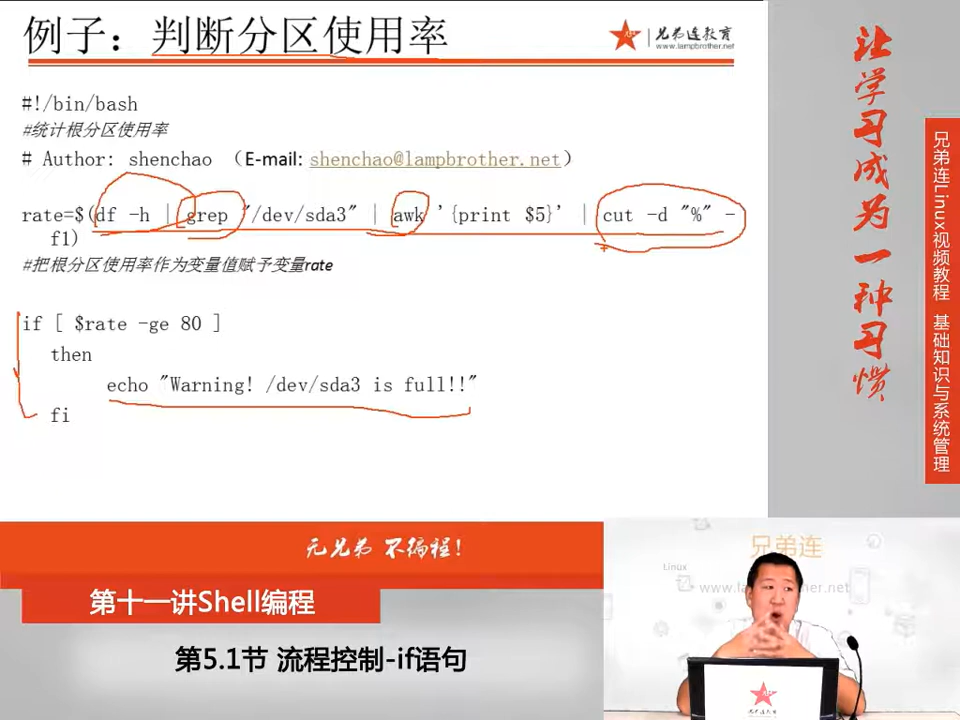 例子：判断分区使用率
兄弟连教育
www.lampbrother.net
#!/bin/bash
#统计根分区使用率
# Author: shenchao （E-mail: shenchao@lampbrother.net）
rate=$(df -h | grep "/dev/sda3" | awk '{print $5}' | cut -d "%" -
f1)
#把根分区使用率作为变量值赋予变量rate
if [ $rate -ge 80 ]
then
echo "Warning! /dev/sda3 is full!!"
fi
让学习成为一种习惯
兄弟连Linux视频教程 基础知识与系统管理
无兄弟 不编程！
第十一讲Shell编程
第5.1节 流程控制-if语句
兄弟连
Linux
兄弟连教育